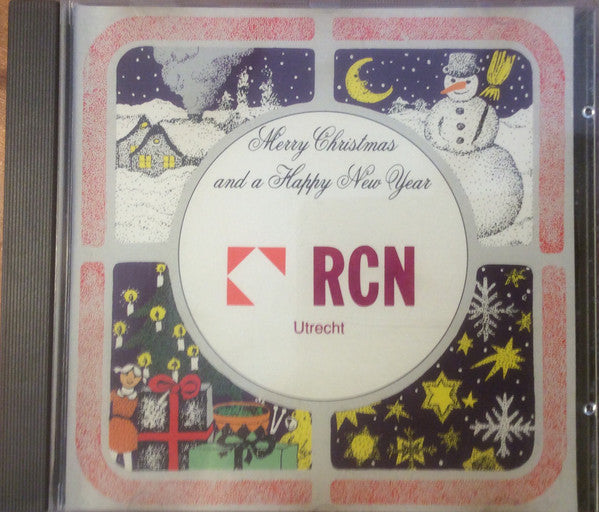 Merry Christmas
and a Happy New Year
RCN
Utrecht